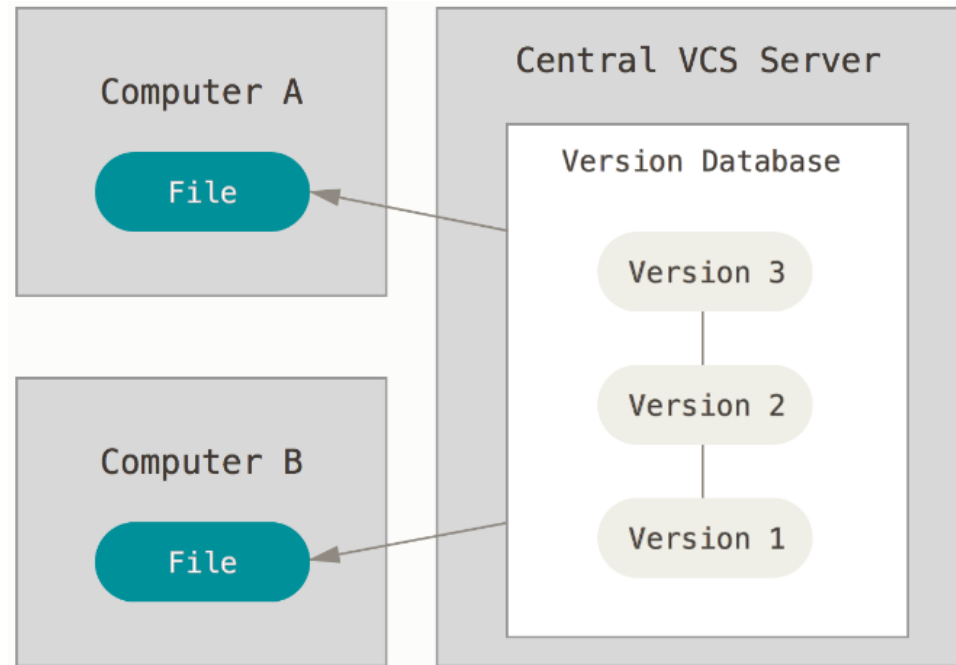 Computer A
File
Computer B
File
Central VCS Server
Version Database
Version 3
Version 2
Version 1